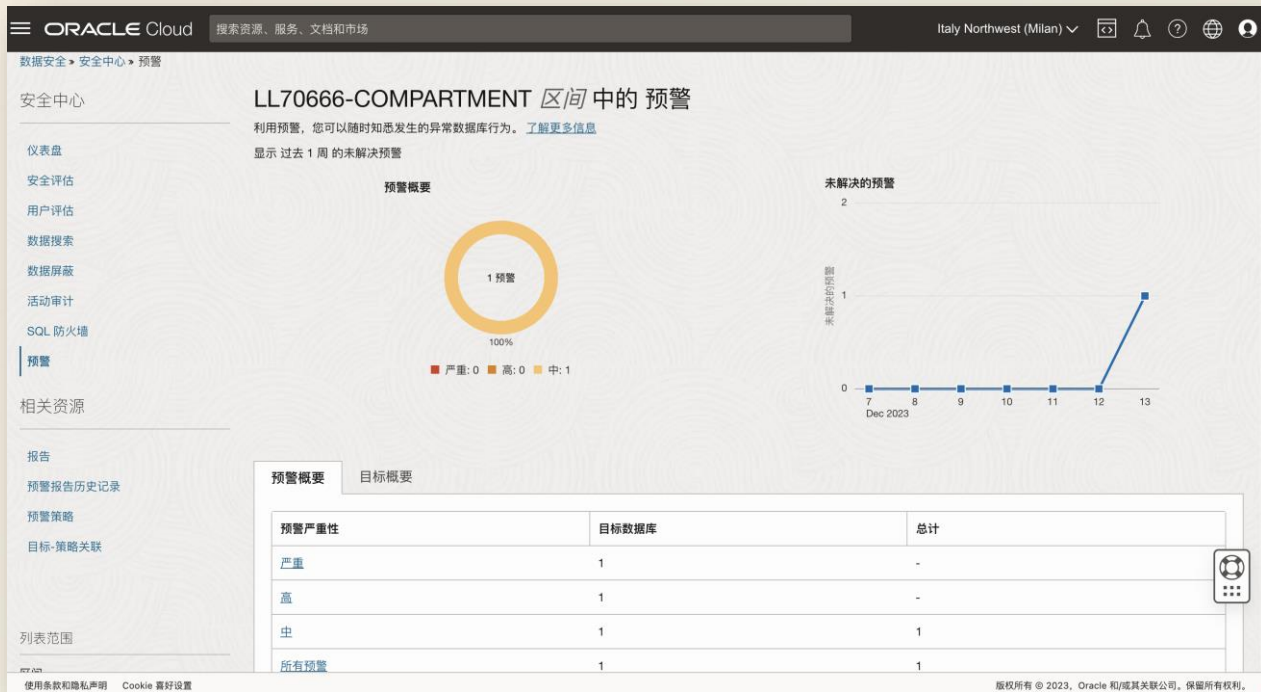 ORACLE Cloud
搜索资源、服务、文档和市场
Italy Northwest (Milan)
数据安全 » 安全中心 » 预警
安全中心
仪表盘
安全评估
用户评估
数据搜索
数据屏蔽
活动审计
SQL 防火墙
预警
相关资源
报告
预警报告历史记录
预警策略
目标-策略关联
列表范围
LL70666-COMPARTMENT 区间 中的 预警
利用预警，您可以随时知悉发生的异常数据库行为。 了解更多信息
显示 过去 1 周 的未解决预警
预警概要
1 预警
100%
严重: 0 高: 0 中: 1
未解决的预警
未解决的预警
2
1
0
7 8 9 10 11 12 13
Dec 2023
预警概要 目标概要
预警严重性 目标数据库 总计
严重 1 -
高 1 -
中 1 1
所有预警 1 1
使用条款和隐私声明 Cookie 喜好设置
版权所有 © 2023，Oracle 和/或其关联公司。保留所有权利。